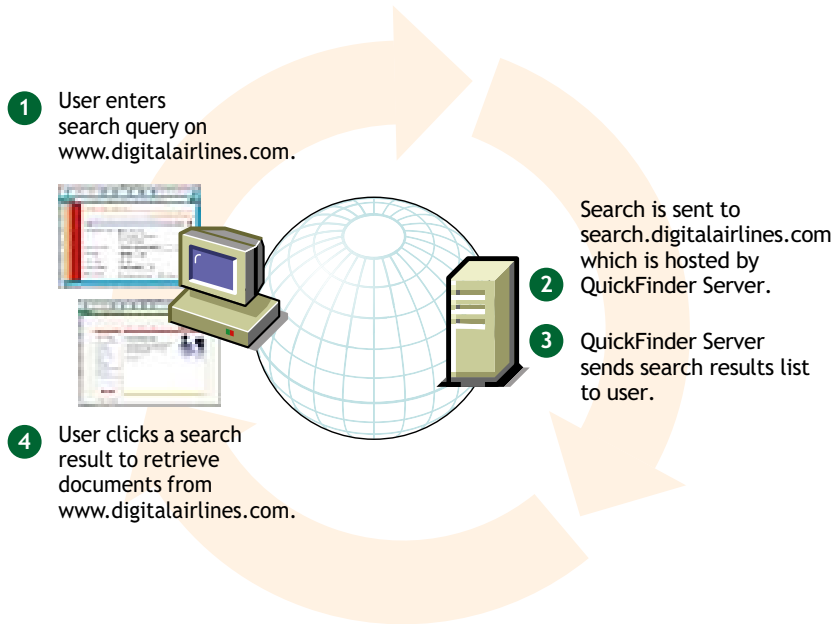 1
User enters
search query on
www.digitalairlines.com.
Search is sent to
search.digitalairlines.com
which is hosted by
2
QuickFinder Server.
3
QuickFinder Server
sends search results list
to user.
4
User clicks a search
result to retrieve
documents from
www.digitalairlines.com.